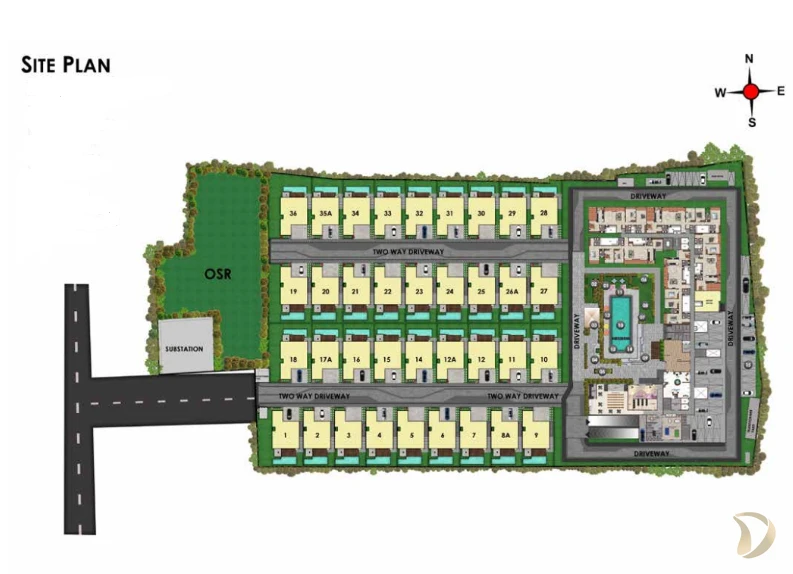 SITE PLAN
N
W E
S
DRIVEWAY
36 35A 34 33 32 31 30 29 28
TWO WAY DRIVEWAY
OSR
19 20 21 22 23 24 25 26A 27
DRIVEWAY
DRIVEWAY
SUBSTATION
18 17A 16 15 14 12A 12 11 10
TWO WAY DRIVEWAY TWO WAY DRIVEWAY
1 2 3 4 5 6 7 8A 9
DRIVEWAY